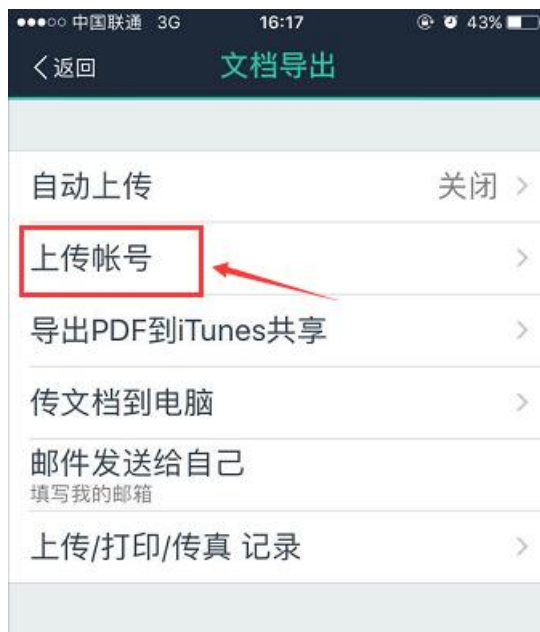 中国联通 3G 16:17 43%
返回 文档导出
自动上传 关闭
上传帐号
导出PDF到iTunes共享
传文档到电脑
邮件发送给自己
填写我的邮箱
上传/打印/传真 记录